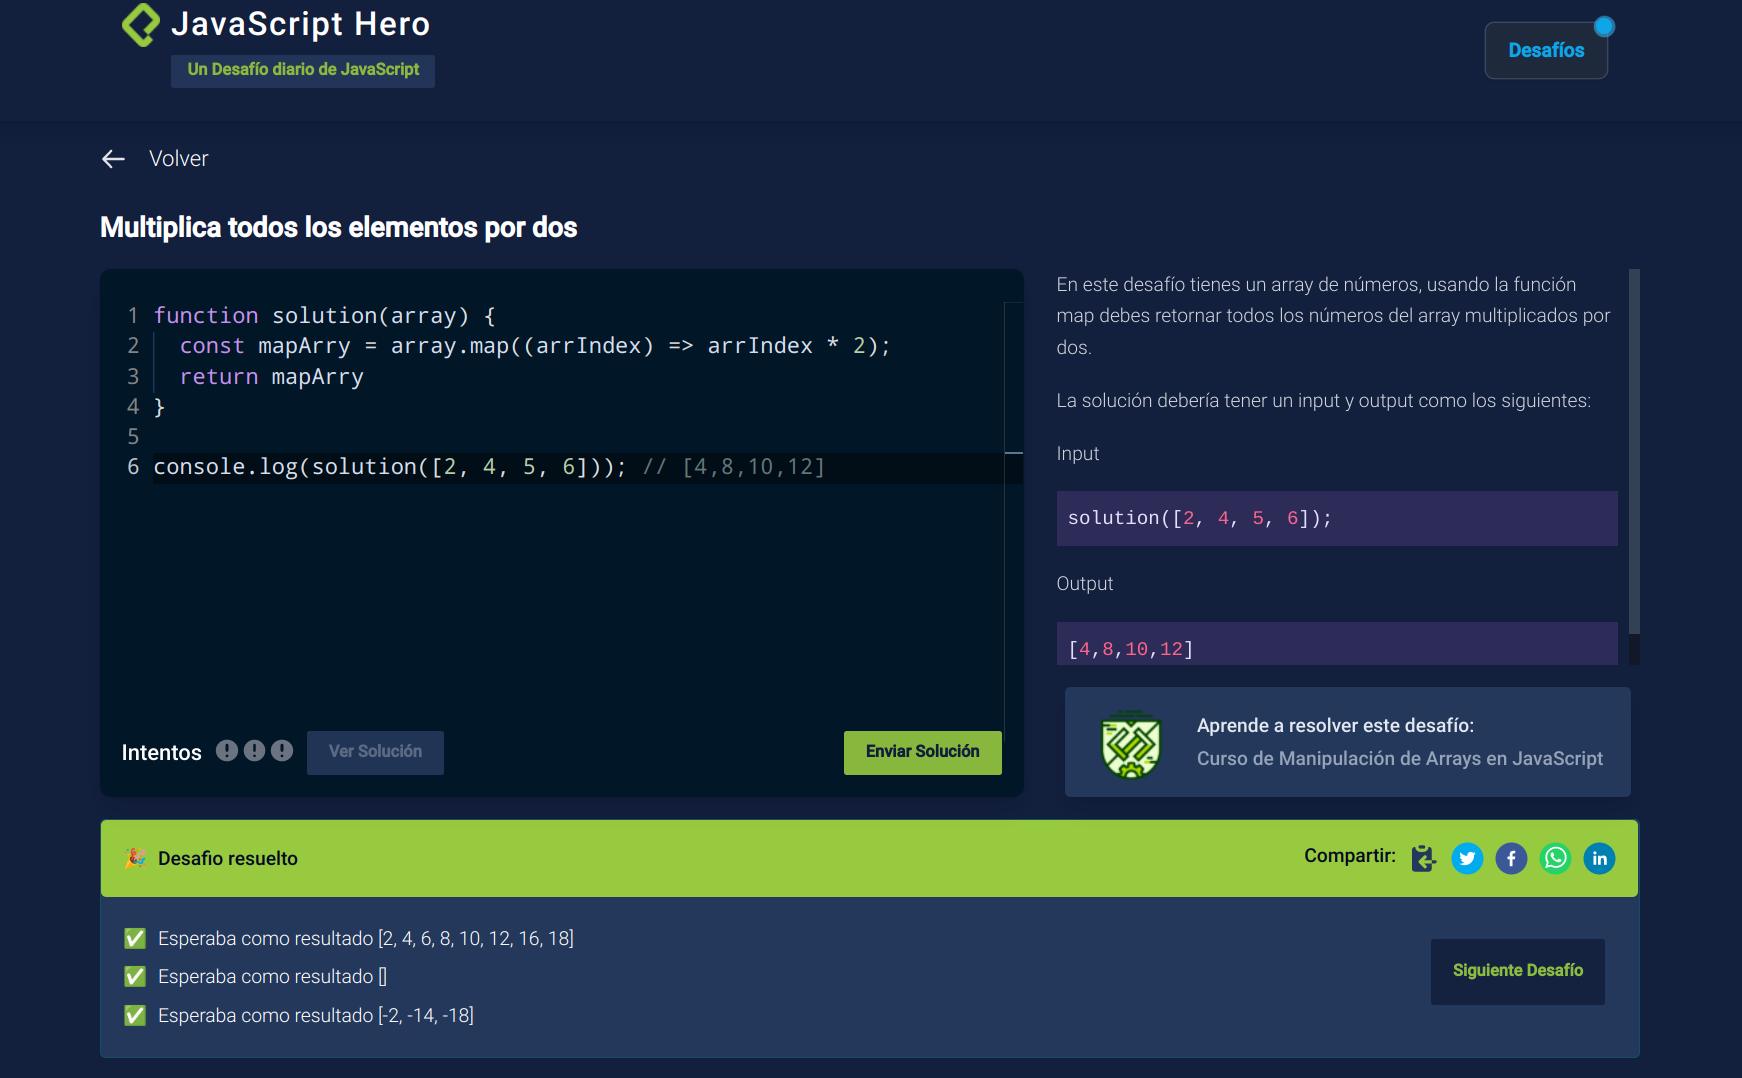 JavaScript Hero
Un Desafío diario de JavaScript
Desafíos
Volver
Multiplica todos los elementos por dos
1 function solution(array) {
2 const mapArry = array.map((arrIndex) => arrIndex * 2);
3 return mapArry
4 }
5
6 console.log(solution([2, 4, 5, 6])); // [4,8,10,12]
Intentos
Ver Solución
Enviar Solución
En este desafío tienes un array de números, usando la función
map debes retornar todos los números del array multiplicados por
dos.
La solución debería tener un input y output como los siguientes:
Input
solution([2, 4, 5, 6]);
Output
[4,8,10,12]
Aprende a resolver este desafío:
Curso de Manipulación de Arrays en JavaScript
Desafio resuelto
Compartir:
Esperaba como resultado [2, 4, 6, 8, 10, 12, 16, 18]
Esperaba como resultado []
Esperaba como resultado [-2, -14, -18]
Siguiente Desafío